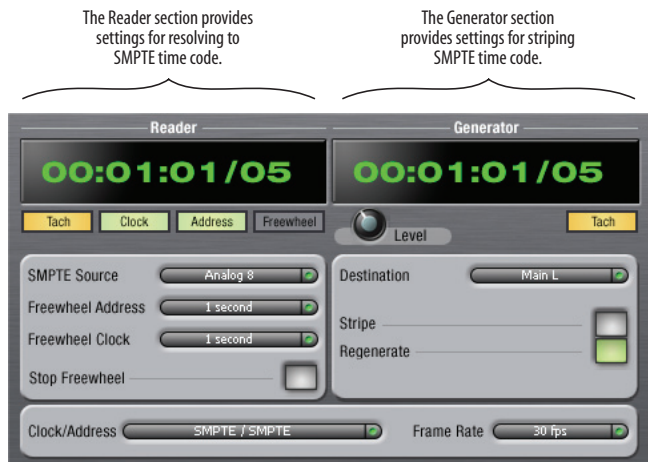 The Reader section provides
settings for resolving to
SMPTE time code.
The Generator section
provides settings for striping
SMPTE time code.
Reader
00:01:01/05
Tach Clock Address Freewheel
SMPTE Source Analog 8
Freewheel Address 1 second
Freewheel Clock 1 second
Stop Freewheel
Generator
00:01:01/05
Level Tach
Destination Main L
Stripe
Regenerate
Clock/Address SMPTE / SMPTE Frame Rate 30 fps